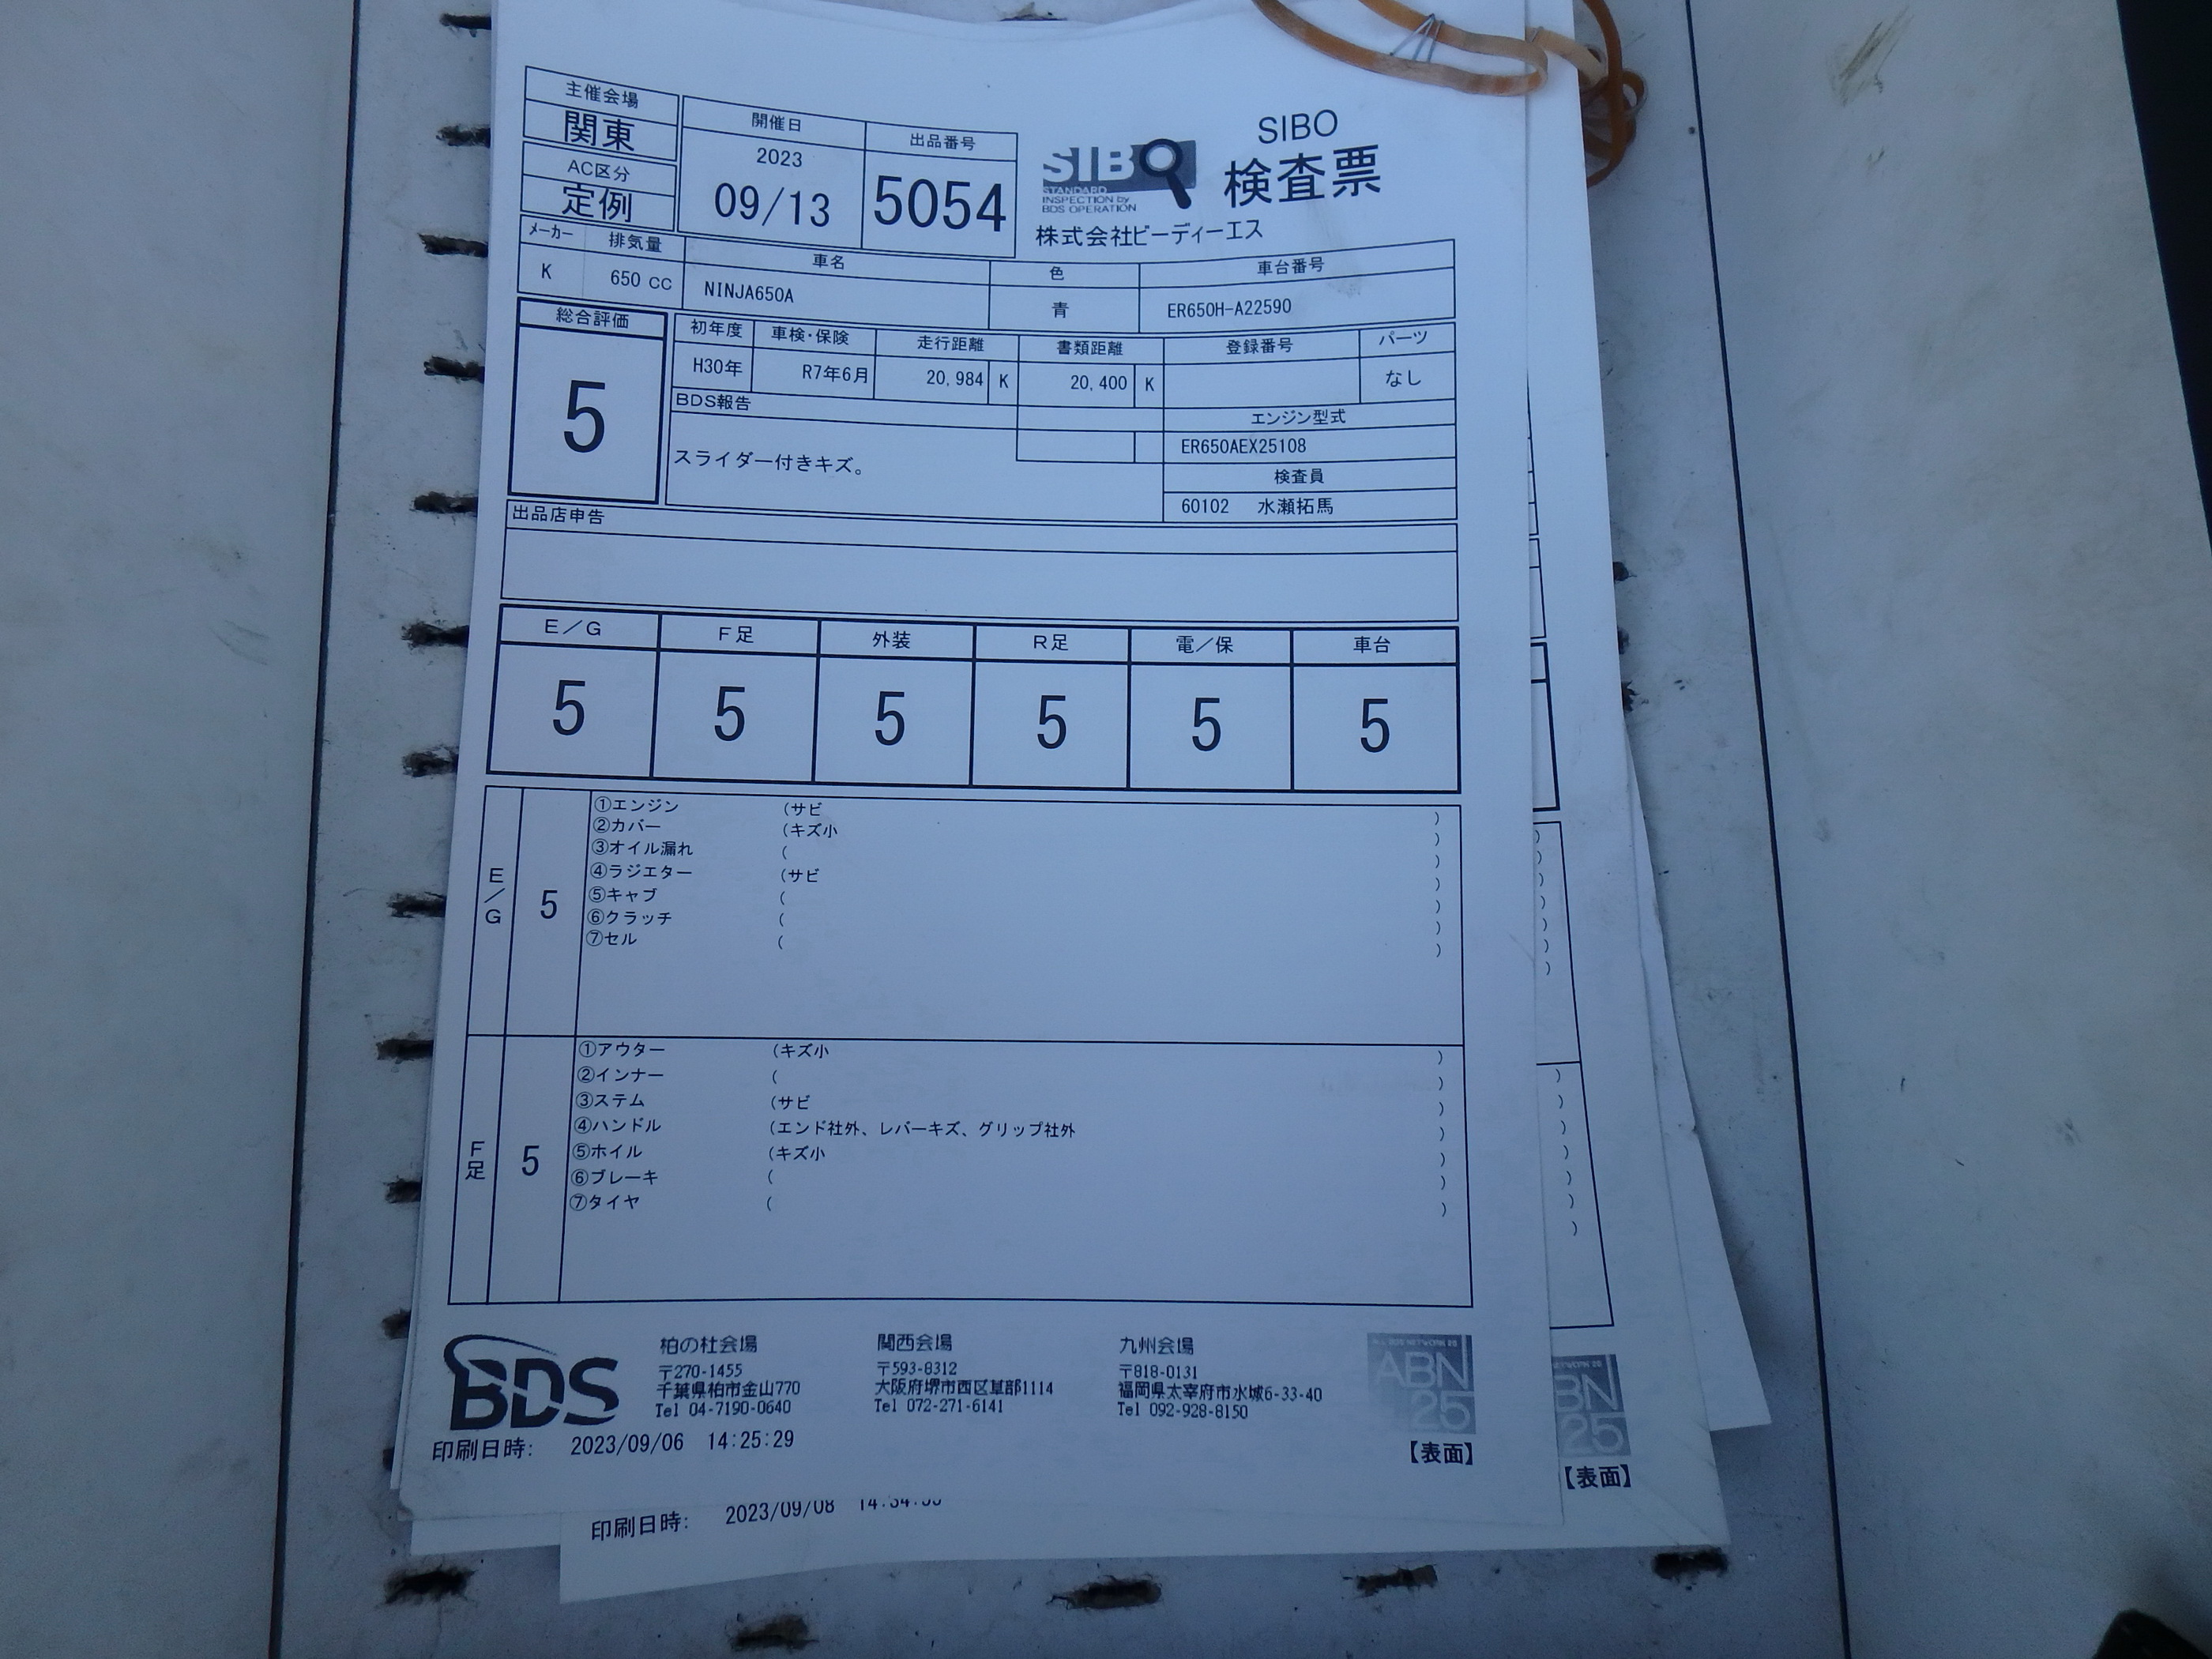 主催会場
関東
AC区分
定例
開催日
2023
09/13
出品番号
5054
SIBO
STANDARD
INSPECTION by
BDS OPERATION
SIBO
検査票
株式会社ビーディーエス
メーカー 排気量 車名 色 車台番号
K 650 CC NINJA650A 青 ER650H-A22590
総合評価
5
初年度 車検・保険 走行距離 書類距離 登録番号 パーツ
H30年 R7年6月 20,984 K 20,400 K なし
BDS報告
スライダー付きキズ。
エンジン型式
ER650AEX25108
検査員
60102 水瀬拓馬
出品店申告
E/G F足 外装 R足 電/保 車台
5 5 5 5 5 5
E/G
5
①エンジン (サビ )
②カバー (キズ小 )
③オイル漏れ ( )
④ラジエター (サビ )
⑤キャブ ( )
⑥クラッチ ( )
⑦セル ( )
F足
5
①アウター (キズ小 )
②インナー ( )
③ステム (サビ )
④ハンドル (エンド社外、レバーキズ、グリップ社外 )
⑤ホイル (キズ小 )
⑥ブレーキ ( )
⑦タイヤ ( )
BDS
柏の杜会場
〒270-1455
千葉県柏市金山770
Tel 04-7190-0640
関西会場
〒593-8312
大阪府堺市西区草部1114
Tel 072-271-6141
九州会場
〒818-0131
福岡県太宰府市水城6-33-40
Tel 092-928-8150
ABN
25
【表面】
印刷日時: 2023/09/06 14:25:29
BN
25
【表面】
印刷日時: 2023/09/08